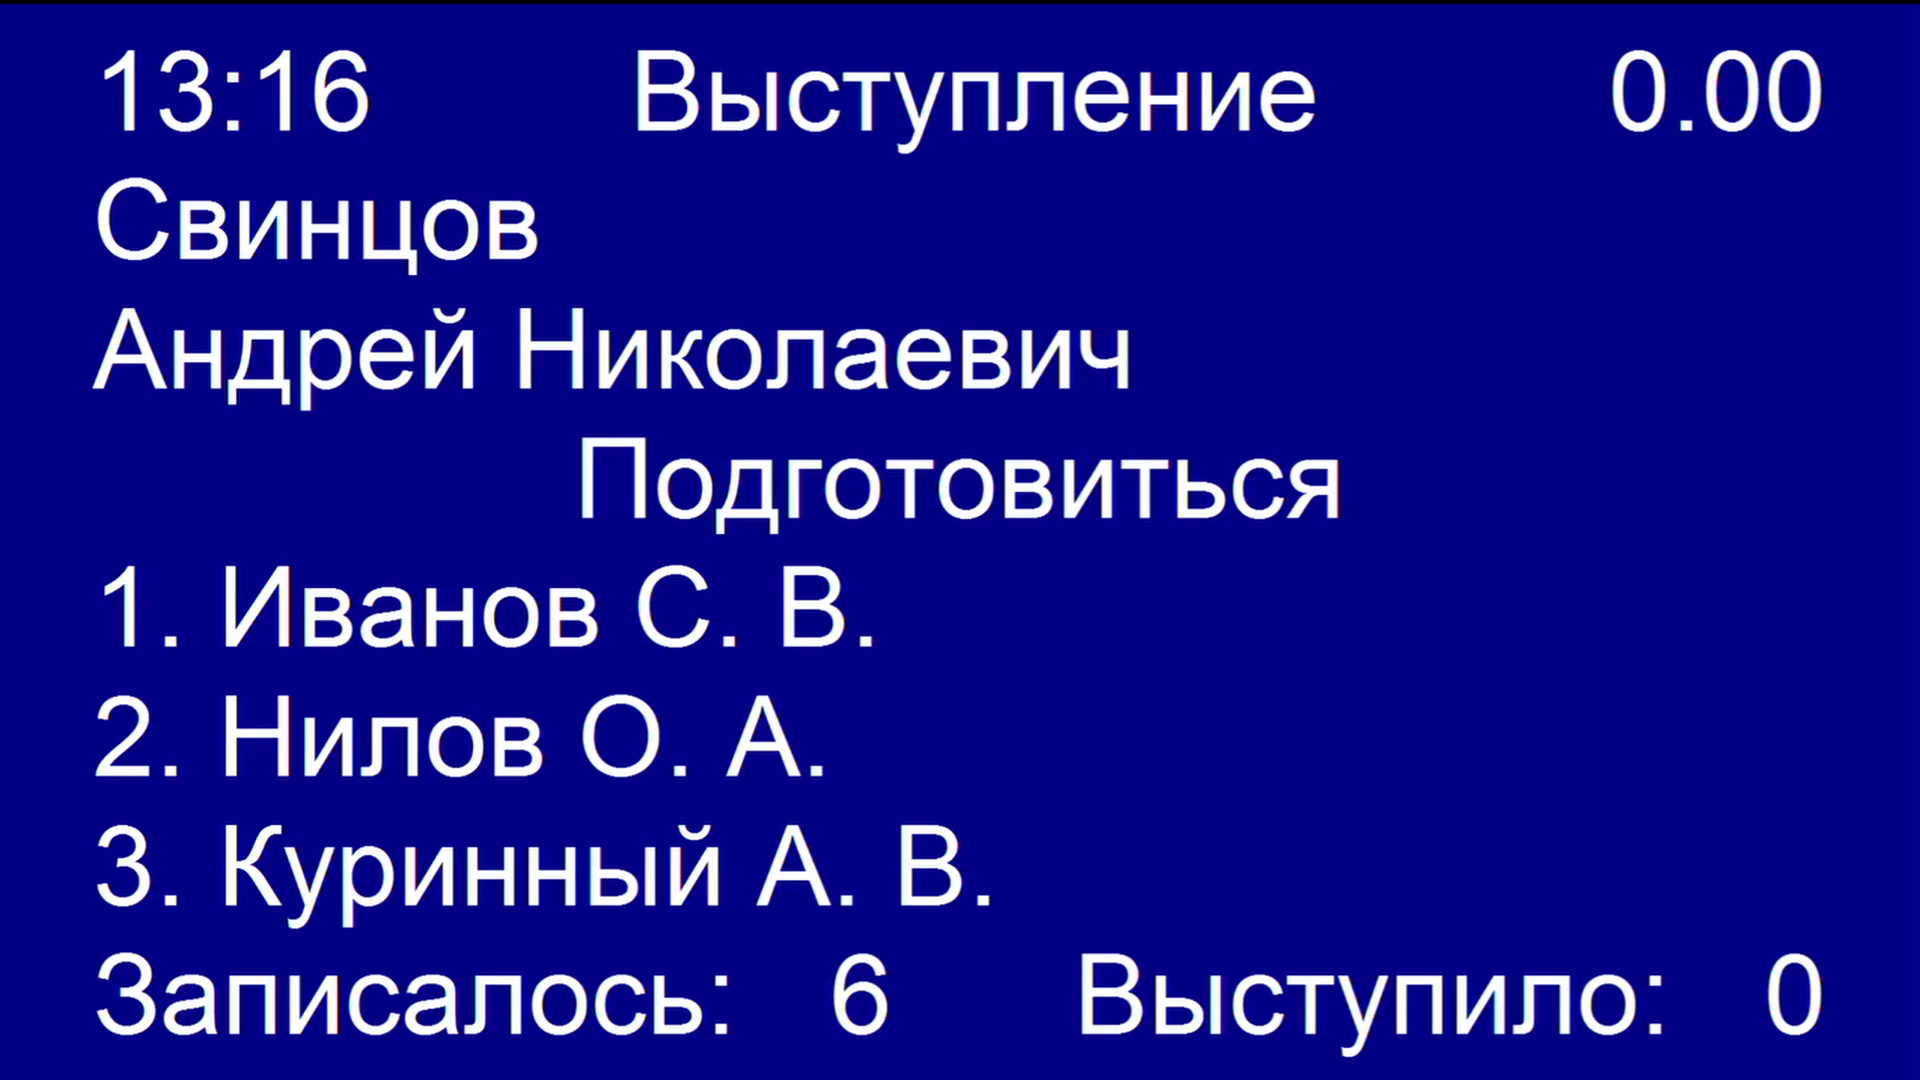 13:16 Выступление 0.00
Свинцов
Андрей Николаевич
Подготовиться
1. Иванов С. В.
2. Нилов О. А.
3. Куринный А. В.
Записалось: 6 Выступило: 0